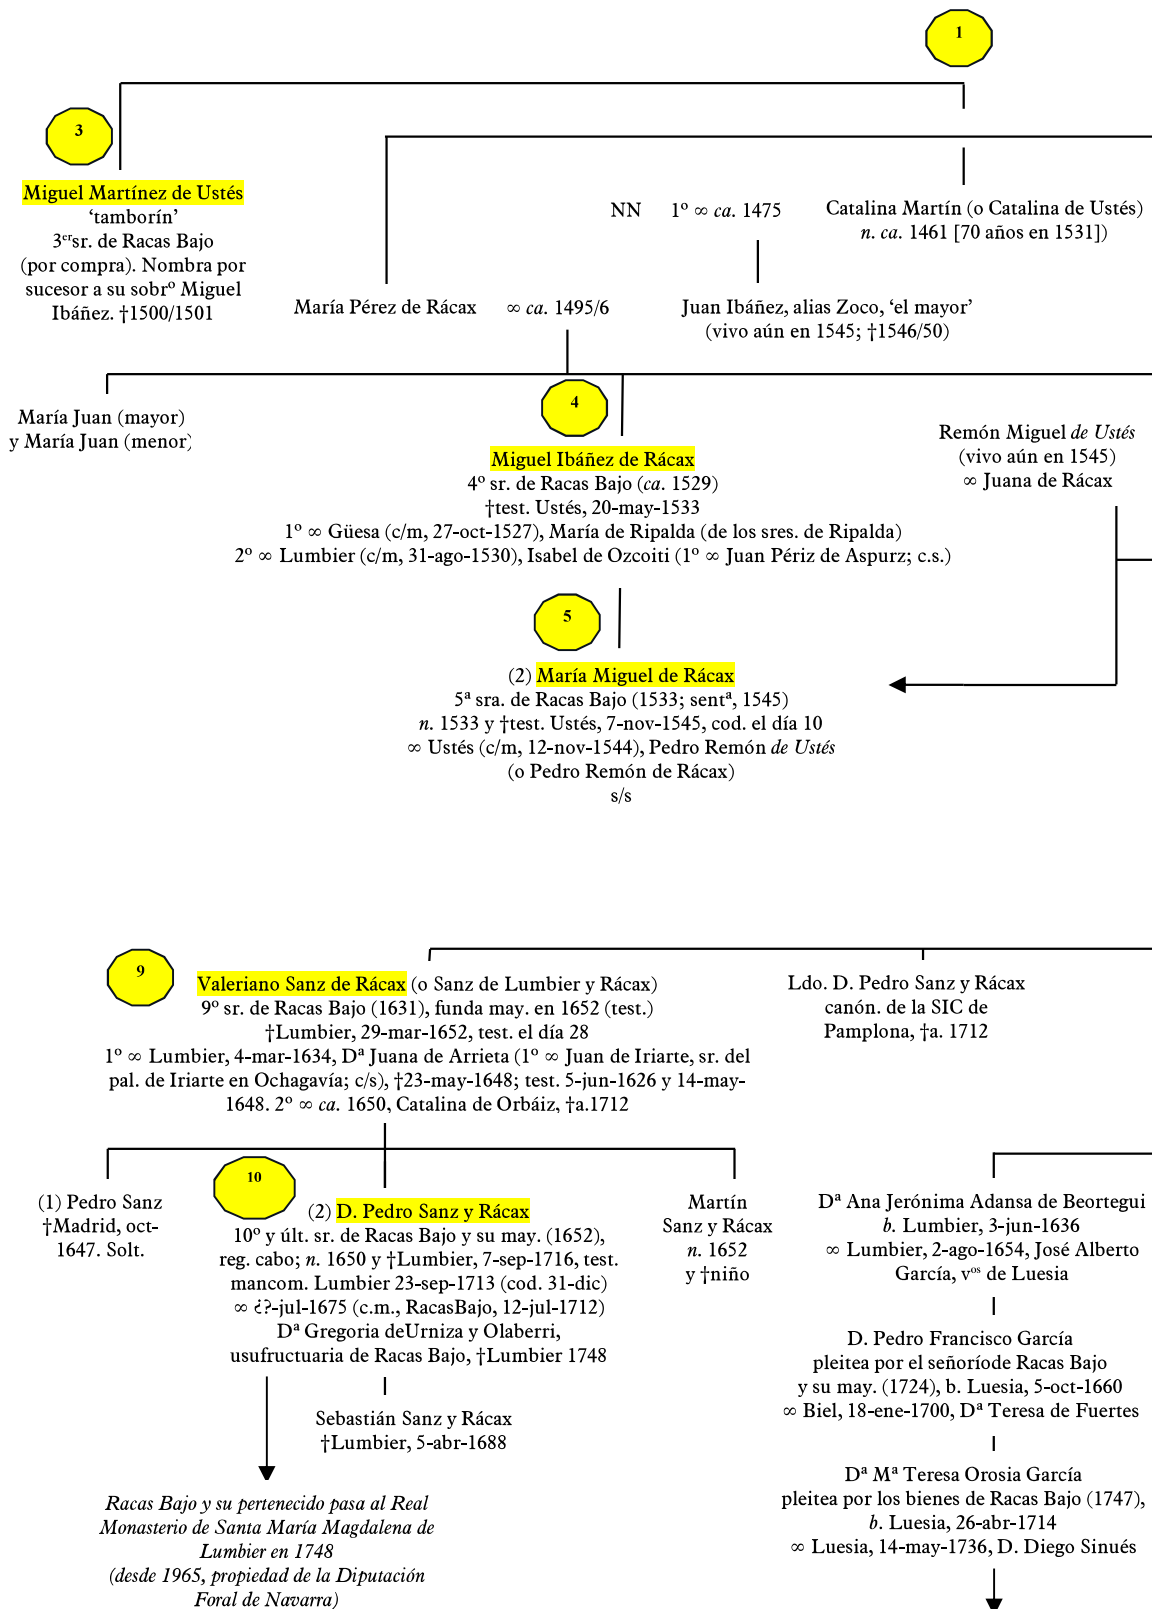 1
3
Miguel Martínez de Ustés
‘tamborín’
3ᵉʳsr. de Racas Bajo
(por compra). Nombra por
sucesor a su sobrº Miguel
Ibáñez. †1500/1501
NN 1º ∞ ca. 1475
Catalina Martín (o Catalina de Ustés)
n. ca. 1461 [70 años en 1531])
María Pérez de Rácax ∞ ca. 1495/6
Juan Ibáñez, alias Zoco, ‘el mayor’
(vivo aún en 1545; †1546/50)
María Juan (mayor)
y María Juan (menor)
4
Miguel Ibáñez de Rácax
4º sr. de Racas Bajo (ca. 1529)
†test. Ustés, 20-may-1533
1º ∞ Güesa (c/m, 27-oct-1527), María de Ripalda (de los sres. de Ripalda)
2º ∞ Lumbier (c/m, 31-ago-1530), Isabel de Ozcoiti (1º ∞ Juan Périz de Aspurz; c.s.)
Remón Miguel de Ustés
(vivo aún en 1545)
∞ Juana de Rácax
5
(2) María Miguel de Rácax
5ª sra. de Racas Bajo (1533; sentª, 1545)
n. 1533 y †test. Ustés, 7-nov-1545, cod. el día 10
∞ Ustés (c/m, 12-nov-1544), Pedro Remón de Ustés
(o Pedro Remón de Rácax)
s/s
9
Valeriano Sanz de Rácax (o Sanz de Lumbier y Rácax)
9º sr. de Racas Bajo (1631), funda may. en 1652 (test.)
†Lumbier, 29-mar-1652, test. el día 28
1º ∞ Lumbier, 4-mar-1634, Dª Juana de Arrieta (1º ∞ Juan de Iriarte, sr. del
pal. de Iriarte en Ochagavía; c/s), †23-may-1648; test. 5-jun-1626 y 14-may-
1648. 2º ∞ ca. 1650, Catalina de Orbáiz, †a.1712
Ldo. D. Pedro Sanz y Rácax
canón. de la SIC de
Pamplona, †a. 1712
(1) Pedro Sanz
†Madrid, oct-
1647. Solt.
10
(2) D. Pedro Sanz y Rácax
10º y últ. sr. de Racas Bajo y su may. (1652),
reg. cabo; n. 1650 y †Lumbier, 7-sep-1716, test.
mancom. Lumbier 23-sep-1713 (cod. 31-dic)
∞ ¿?-jul-1675 (c.m., RacasBajo, 12-jul-1712)
Dª Gregoria deUrniza y Olaberri,
usufructuaria de Racas Bajo, †Lumbier 1748
Martín
Sanz y Rácax
n. 1652
y †niño
Sebastián Sanz y Rácax
†Lumbier, 5-abr-1688
Racas Bajo y su pertenecido pasa al Real
Monasterio de Santa María Magdalena de
Lumbier en 1748
(desde 1965, propiedad de la Diputación
Foral de Navarra)
Dª Ana Jerónima Adansa de Beortegui
b. Lumbier, 3-jun-1636
∞ Lumbier, 2-ago-1654, José Alberto
García, vᵒˢ de Luesia
D. Pedro Francisco García
pleitea por el señoríode Racas Bajo
y su may. (1724), b. Luesia, 5-oct-1660
∞ Biel, 18-ene-1700, Dª Teresa de Fuertes
Dª Mª Teresa Orosia García
pleitea por los bienes de Racas Bajo (1747),
b. Luesia, 26-abr-1714
∞ Luesia, 14-may-1736, D. Diego Sinués